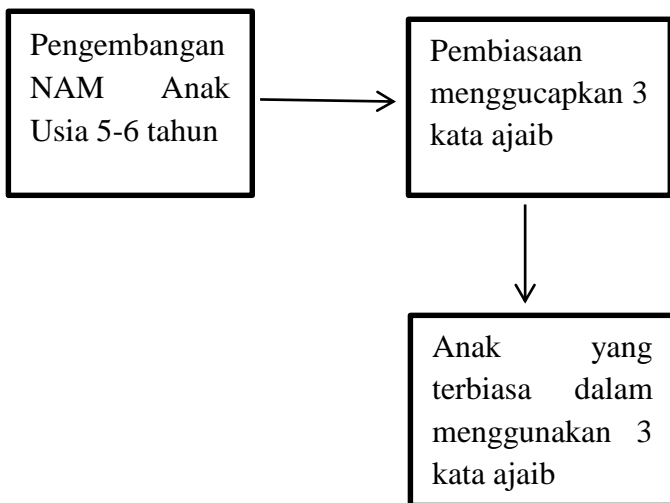 Pengembangan
NAM Anak
Usia 5-6 tahun
Pembiasaan
menggucapkan 3
kata ajaib
Anak yang
terbiasa dalam
menggunakan 3
kata ajaib